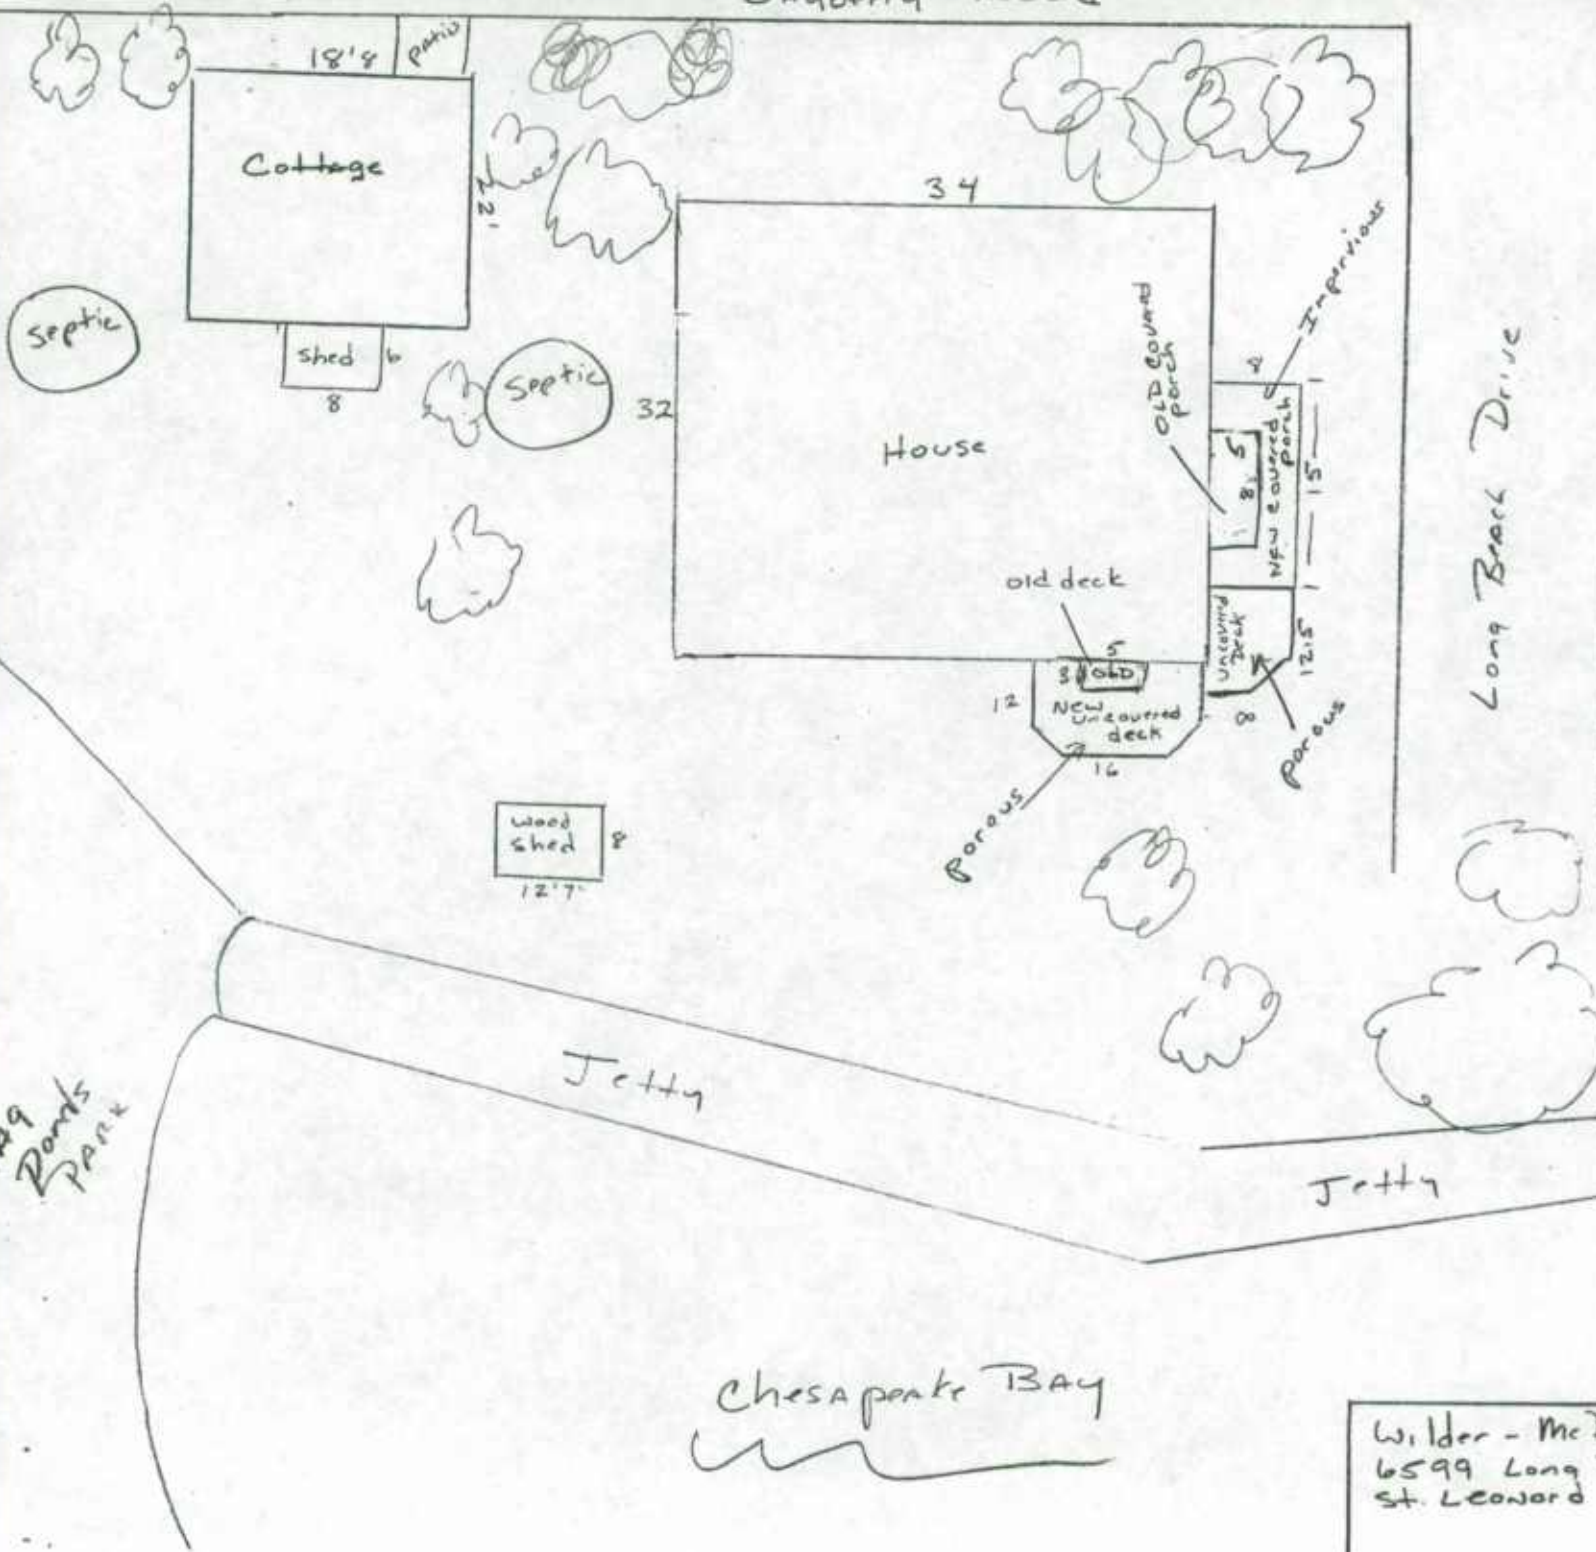 18'8
patio
Cottage
22'
34
Impervious
septic
shed
6
8
Septic
32
House
OLD COVARD
porch
8
5
8'
New Covered
porch
15
Long Beach Drive
old deck
5
3
OLD
12
New
Uncovered
deck
16
uncovered
Deck
12.5
8
porous
porous
wood
shed
8
12'7"
Jetty
Jetty
PARK
Chesapeake BAy
Wilder - Mc
6599 Long
St. Leonard